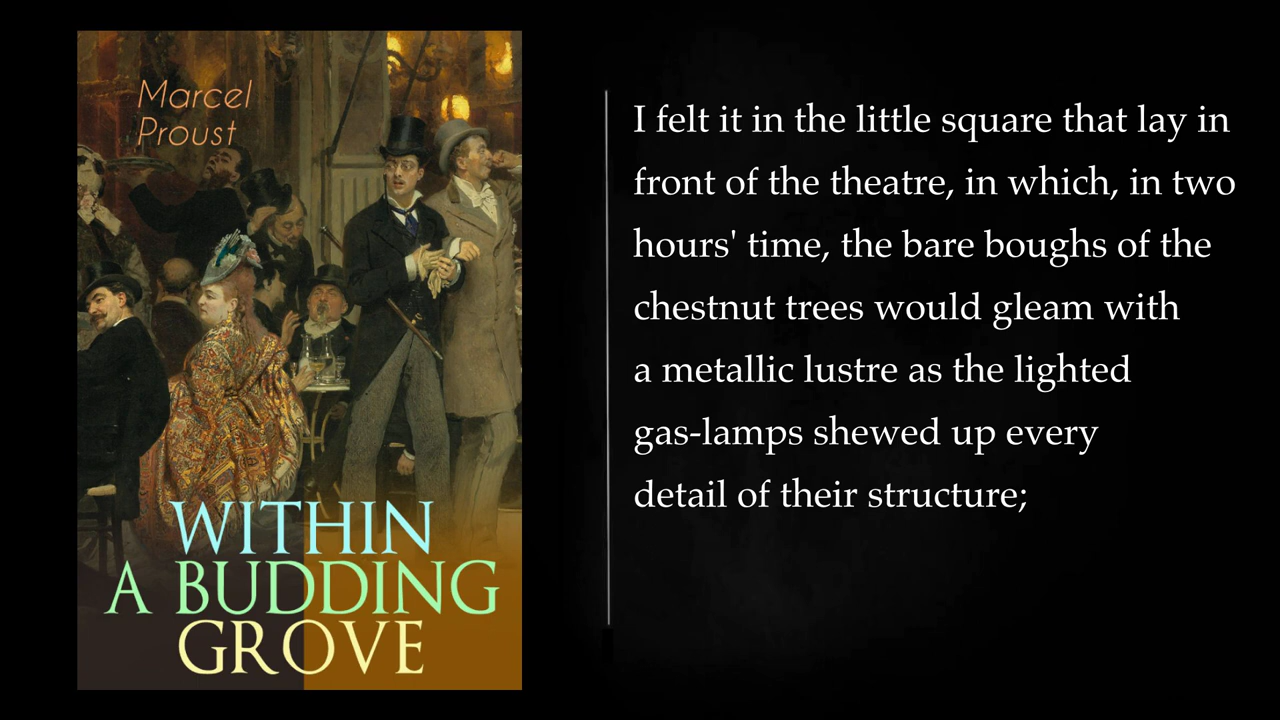 Marcel
Proust
WITHIN
A BUDDING
GROVE
I felt it in the little square that lay in
front of the theatre, in which, in two
hours' time, the bare boughs of the
chestnut trees would gleam with
a metallic lustre as the lighted
gas-lamps shewed up every
detail of their structure;